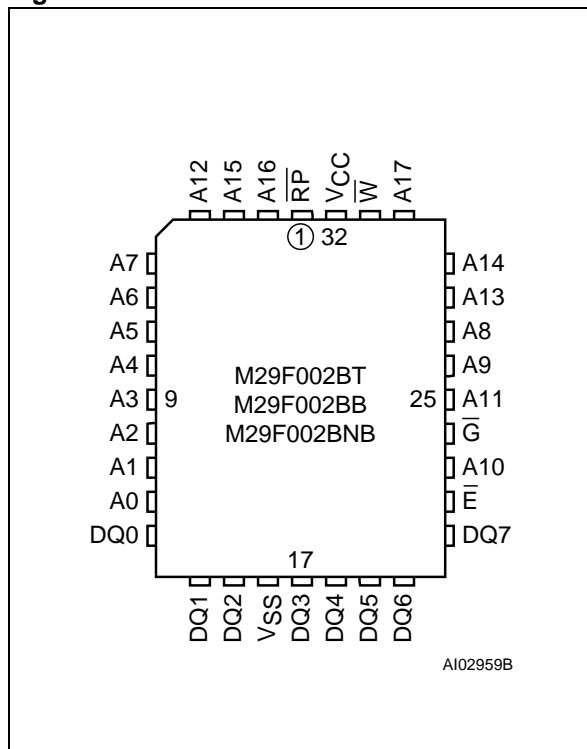 A12 A15 A16 R̅P̅ VCC W̅ A17
① 32
A7 A14
A6 A13
A5 A8
A4 A9
A3 9 M29F002BT 25 A11
M29F002BB
M29F002BNB
A2 G̅
A1 A10
A0 E̅
DQ0 DQ7
17
DQ1 DQ2 VSS DQ3 DQ4 DQ5 DQ6
AI02959B